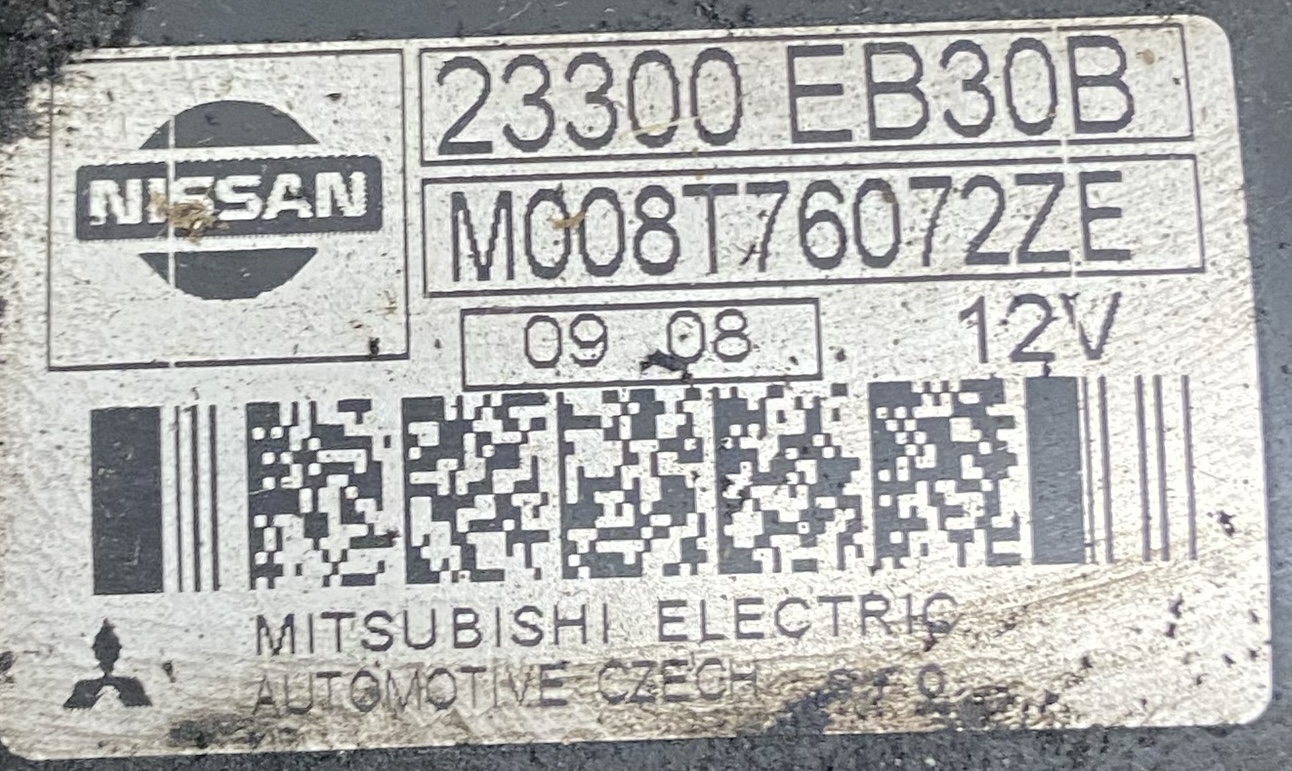 NISSAN
23300 EB30B
M008T76072ZE
09 08
12V
MITSUBISHI ELECTRIC
AUTOMOTIVE CZECH s r o